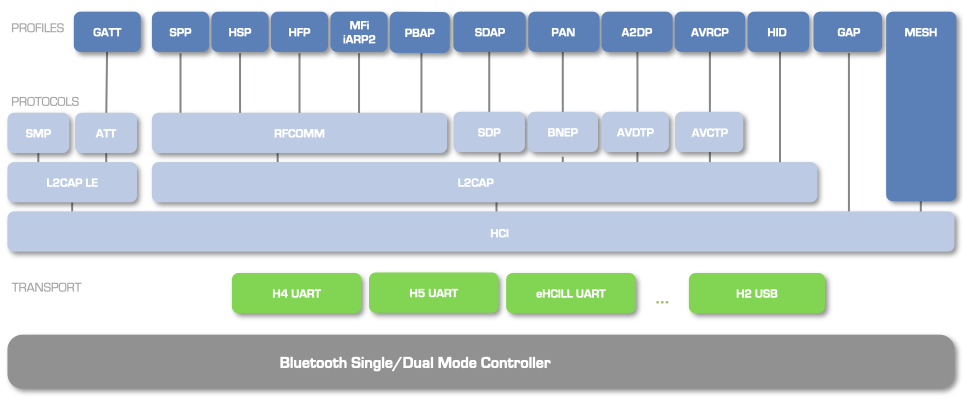 PROFILES
GATT
SPP
HSP
HFP
MFi
iARP2
PBAP
SDAP
PAN
A2DP
AVRCP
HID
GAP
MESH
PROTOCOLS
SMP
ATT
RFCOMM
SDP
BNEP
AVDTP
AVCTP
L2CAP LE
L2CAP
HCI
TRANSPORT
H4 UART
H5 UART
eHCILL UART
...
H2 USB
Bluetooth Single/Dual Mode Controller